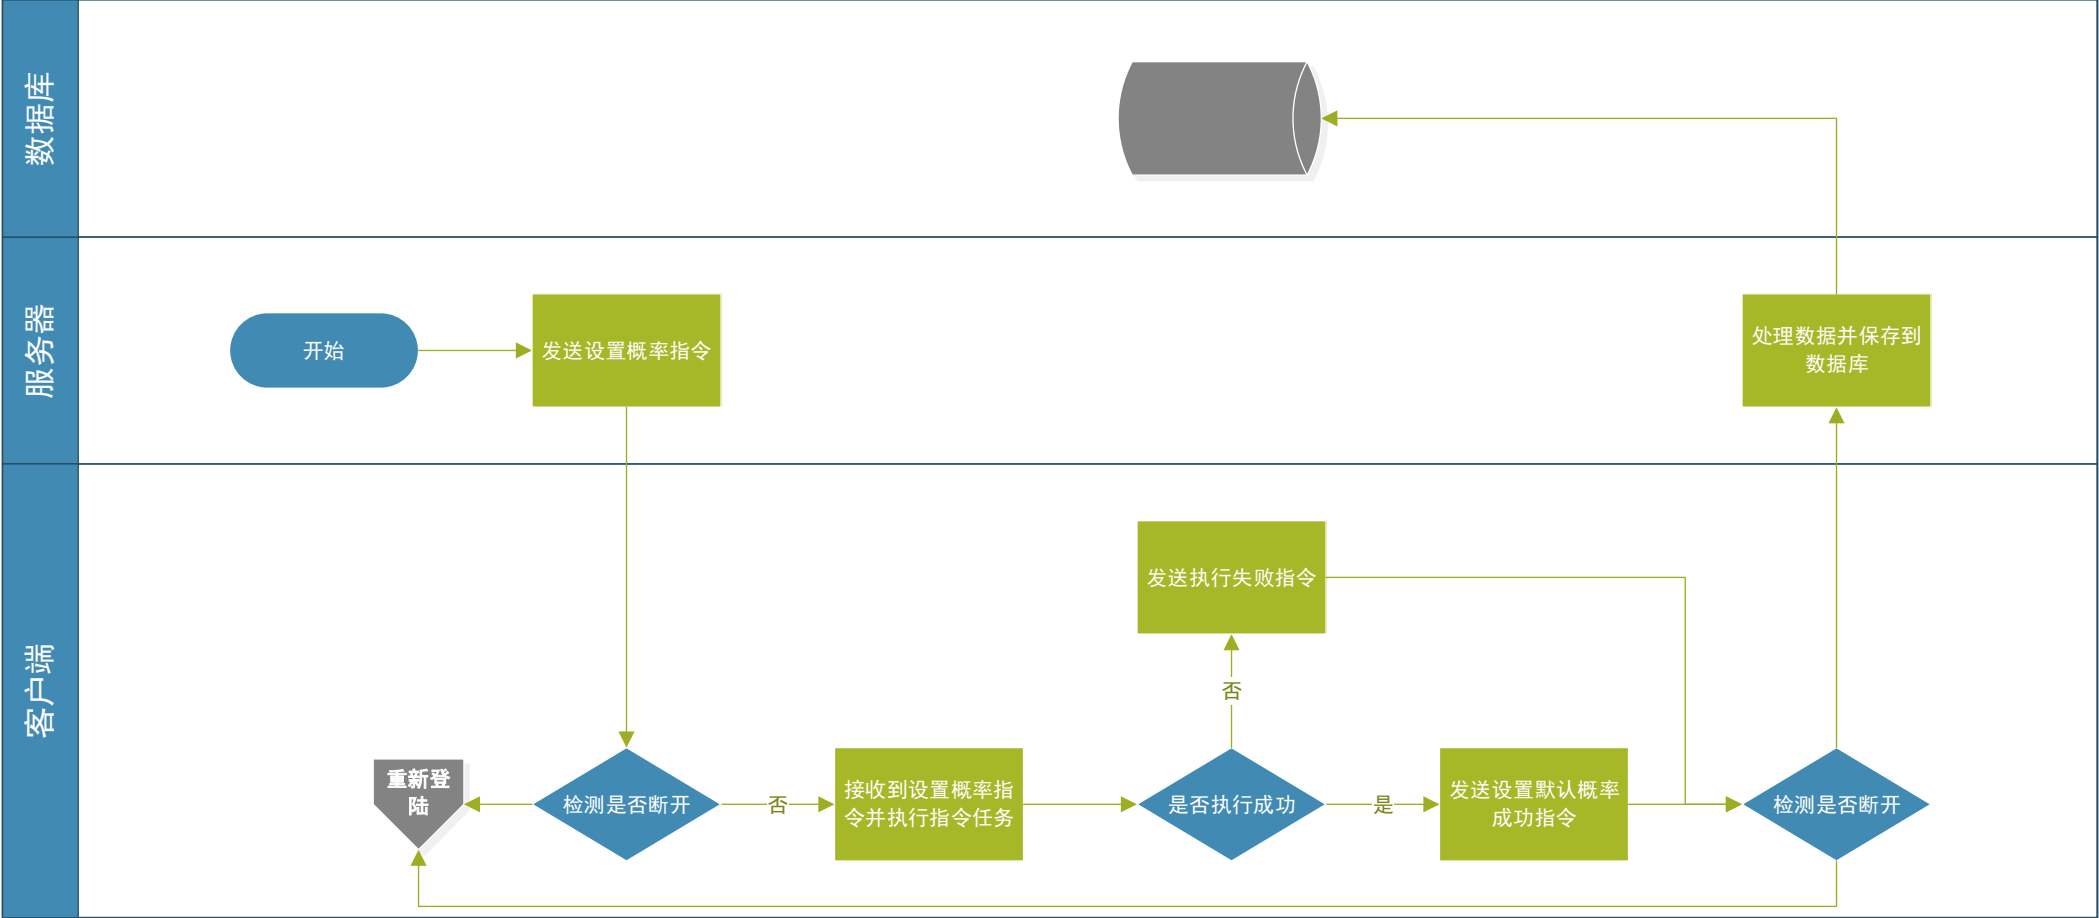 数据库
服务器
开始
发送设置概率指令
处理数据并保存到
数据库
客户端
发送执行失败指令
否
重新登
陆
检测是否断开
否
接收到设置概率指
令并执行指令任务
是否执行成功
是
发送设置默认概率
成功指令
检测是否断开